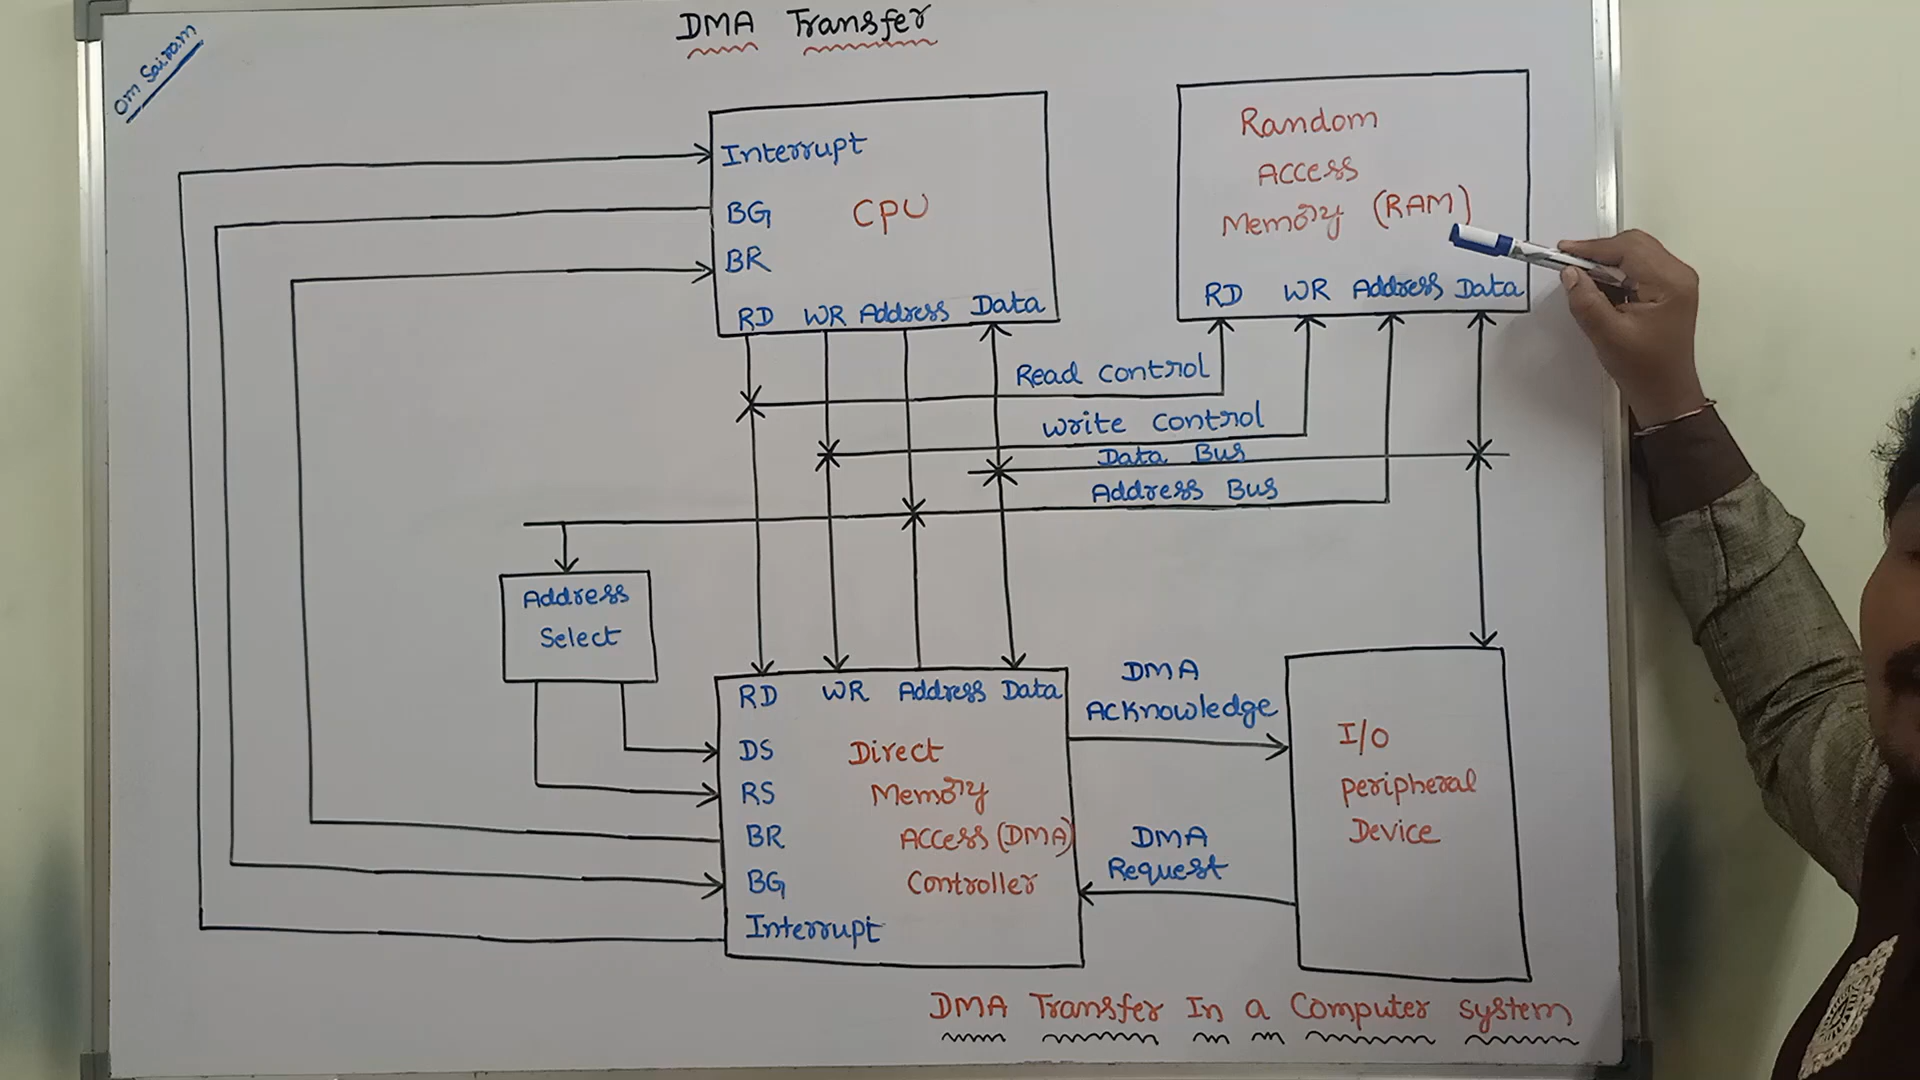 DMA Transfer
Om Sairam
Interrupt
BG
CPU
BR
RD WR Address Data
Random
Access
Memory (RAM)
RD WR Address Data
Read control
Write control
Data Bus
Address Bus
Address
Select
RD WR Address Data
DS
RS
BR
BG
Interrupt
Direct
Memory
Access (DMA)
Controller
DMA
Acknowledge
DMA
Request
I/O
Peripheral
Device
DMA Transfer In a Computer system